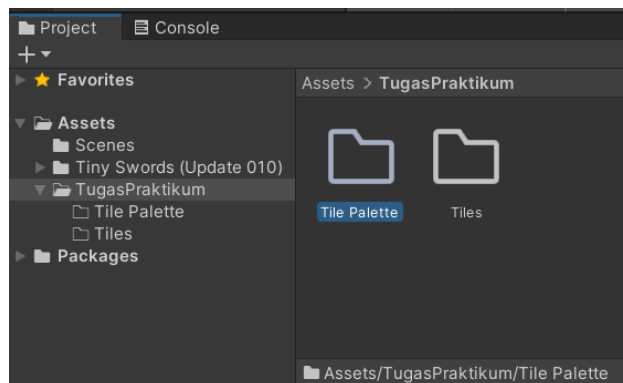 Project
Console
Favorites
Assets
Scenes
Tiny Swords (Update 010)
TugasPraktikum
Tile Palette
Tiles
Packages
Assets > TugasPraktikum
Tile Palette
Tiles
Assets/TugasPraktikum/Tile Palette